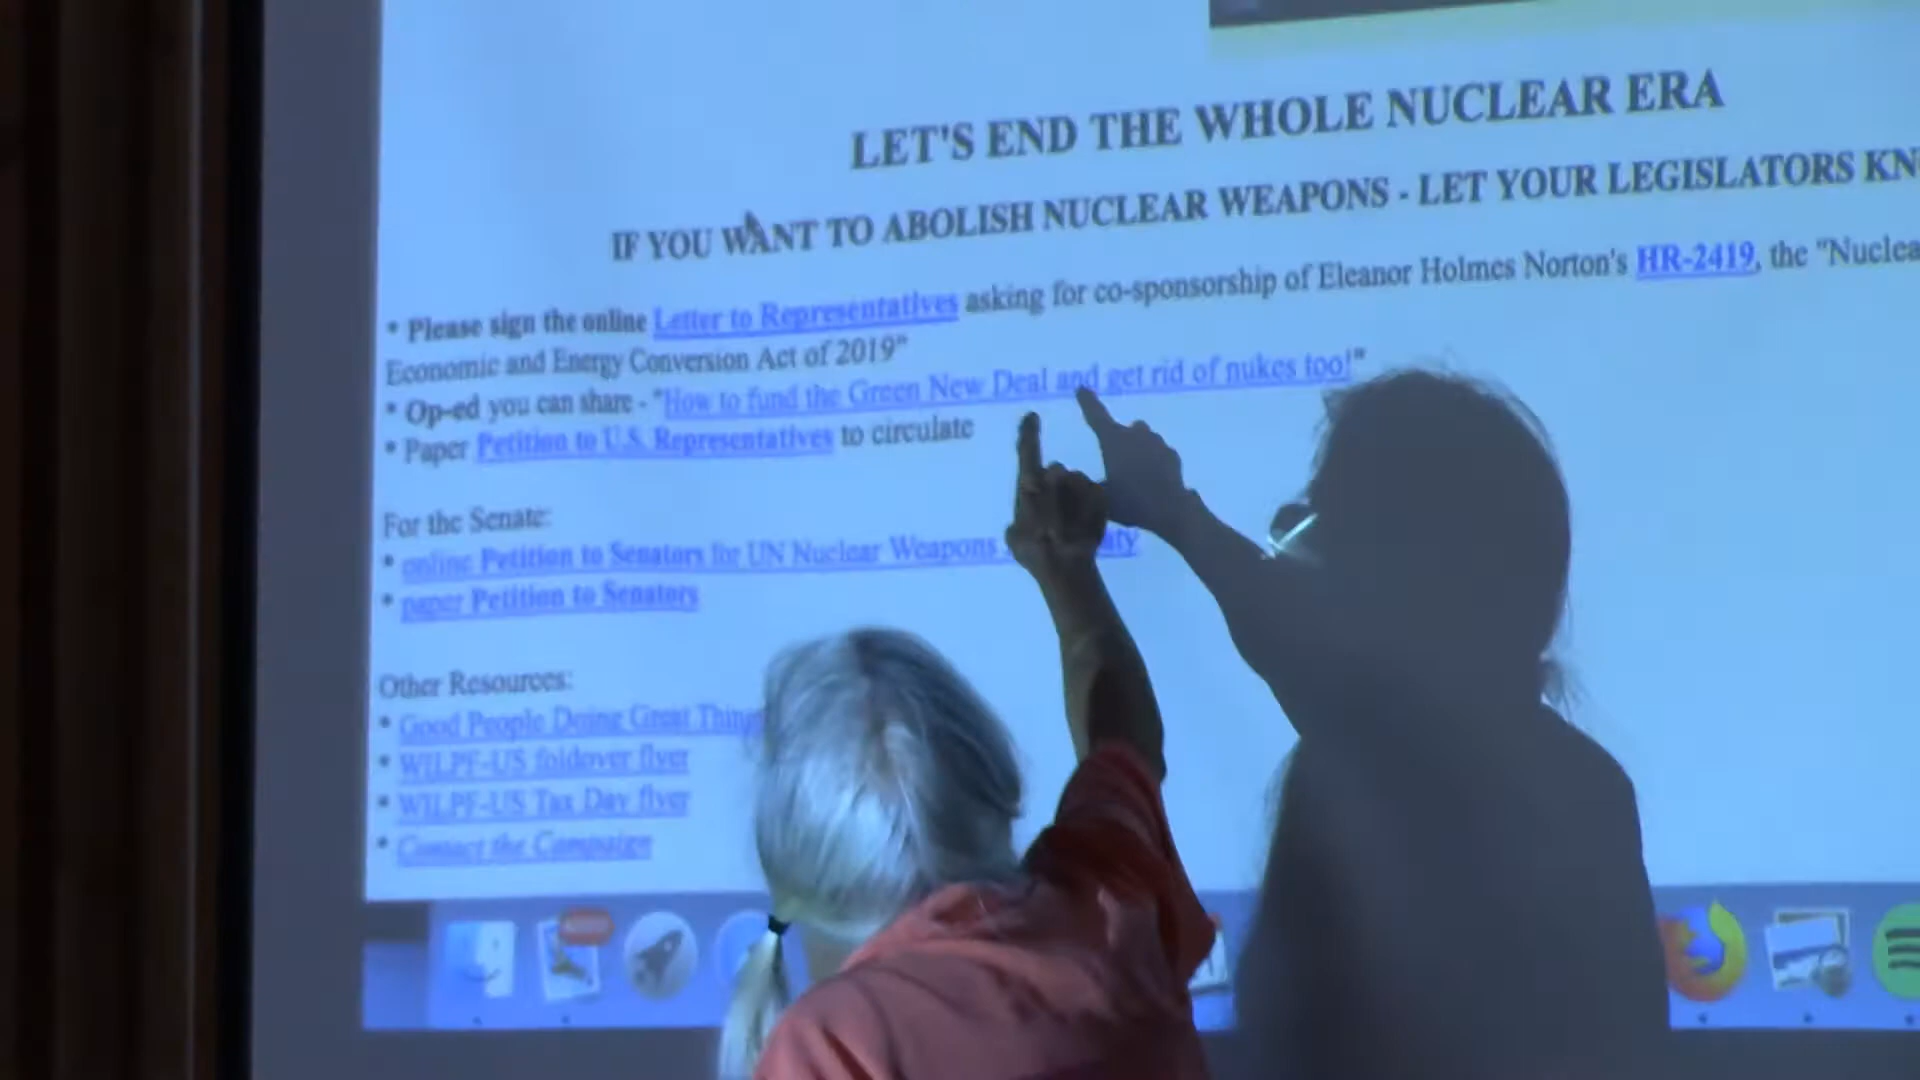 LET'S END THE WHOLE NUCLEAR ERA
IF YOU WANT TO ABOLISH NUCLEAR WEAPONS - LET YOUR LEGISLATORS KN
* Please sign the online Letter to Representatives asking for co-sponsorship of Eleanor Holmes Norton's HR-2419, the "Nuclea
Economic and Energy Conversion Act of 2019"
* Op-ed you can share - "How to fund the Green New Deal and get rid of nukes too!"
* Paper Petition to U.S. Representatives to circulate
For the Senate:
* online Petition to Senators for UN Nuclear Weapons
* paper Petition to Senators
Other Resources:
* Good People Doing Great Thing
* WILPF-US foldover flyer
* WILPF-US Tax Day flyer
* Contact the Campaign